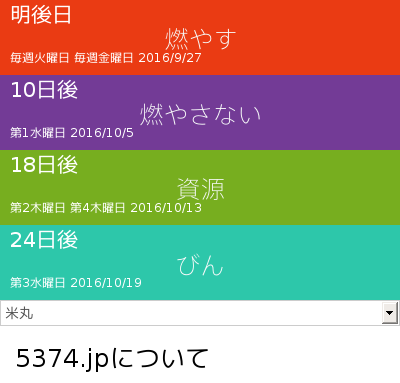 明後日
燃やす
毎週火曜日 毎週金曜日 2016/9/27
10日後
燃やさない
第1水曜日 2016/10/5
18日後
資源
第2木曜日 第4木曜日 2016/10/13
24日後
びん
第3水曜日 2016/10/19
米丸
5374.jpについて